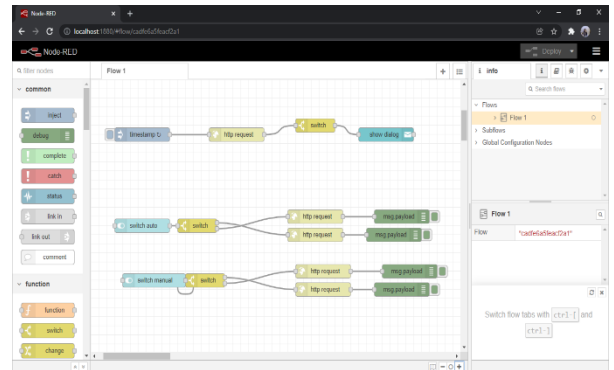 Node-RED
localhost:1880/#flow/
Node-RED
Deploy
filter nodes
Flow 1
info
i
Search flows
common
Flows
Flow 1
Subflows
Global Configuration Nodes
inject
debug
complete
catch
status
link in
link out
comment
timestamp ↻
http request
switch
show dialog
switch auto
switch
http request
msg.payload
http request
msg.payload
switch manual
switch
http request
msg.payload
http request
msg.payload
Flow 1
Flow
function
function
switch
change
Switch flow tabs with ctrl-[ and
ctrl-]